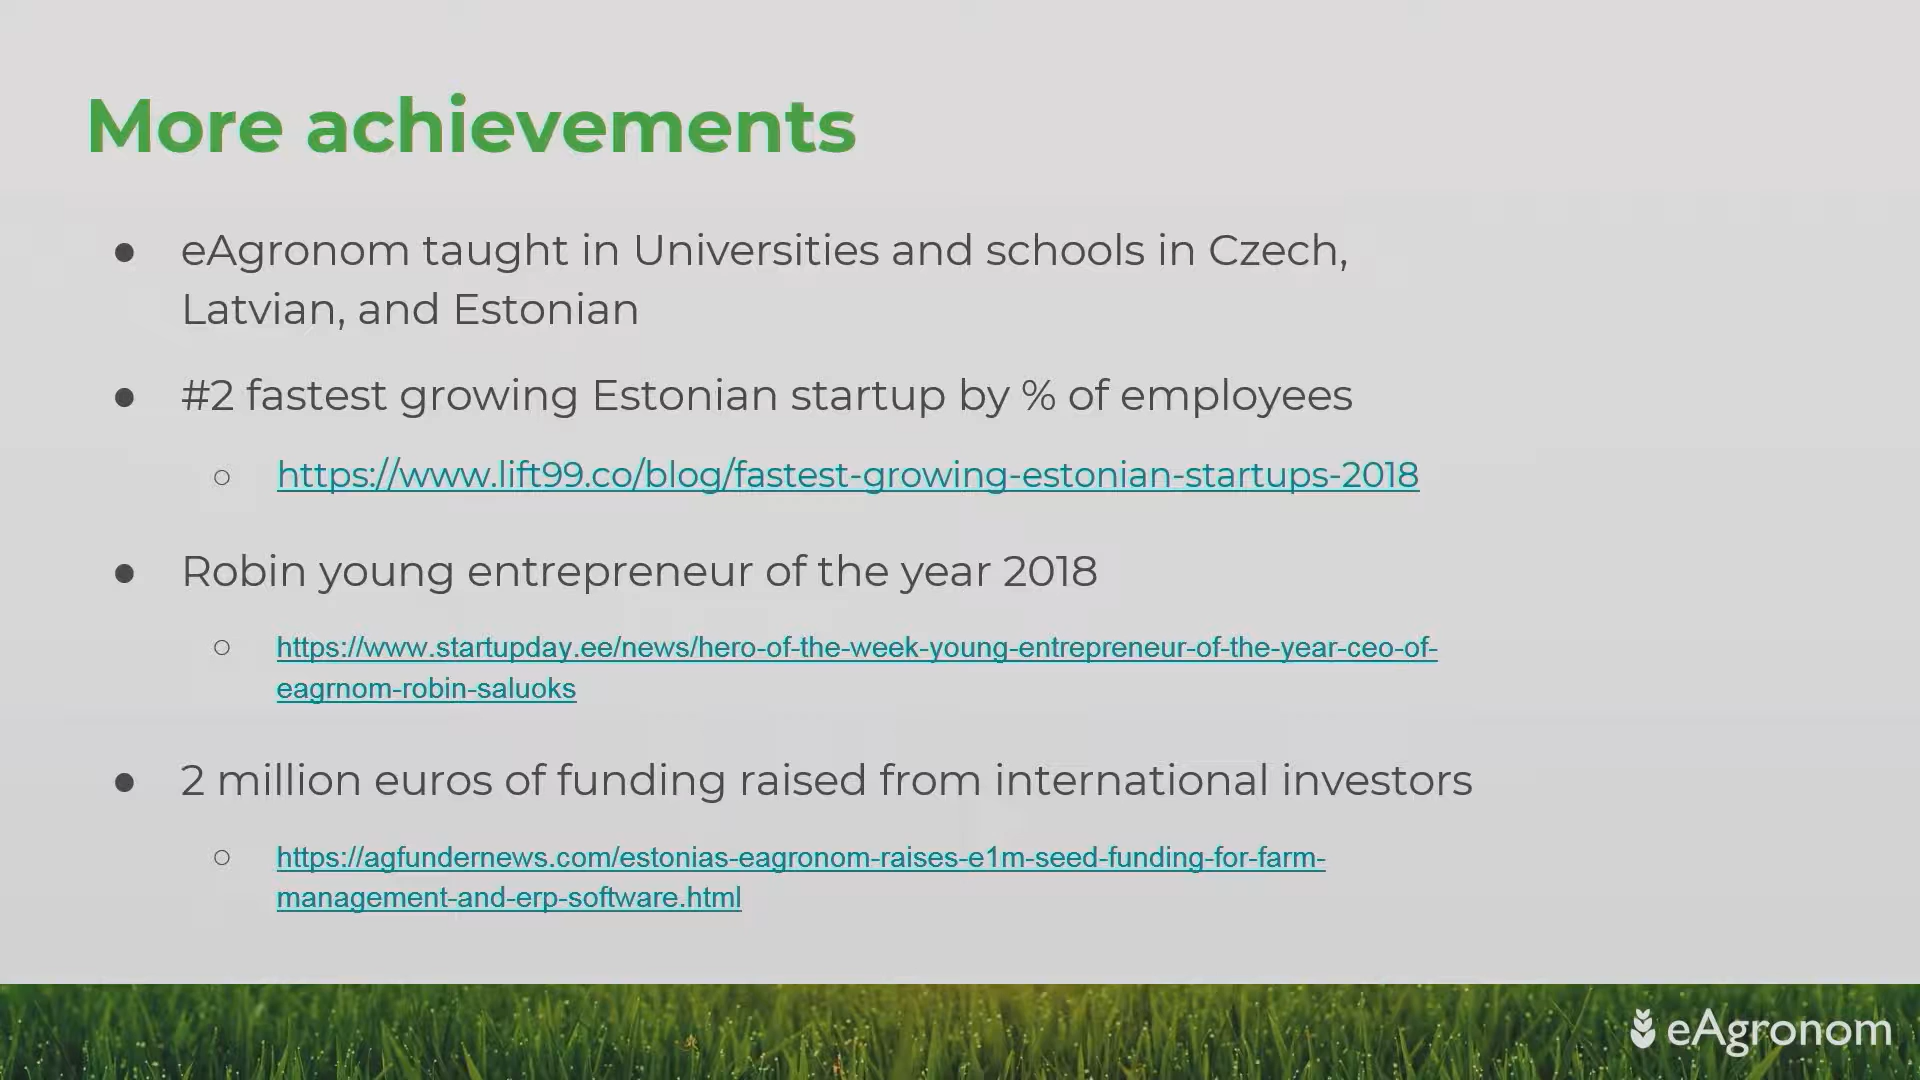 More achievements
● eAgronom taught in Universities and schools in Czech,
Latvian, and Estonian
● #2 fastest growing Estonian startup by % of employees
○ https://www.lift99.co/blog/fastest-growing-estonian-startups-2018
● Robin young entrepreneur of the year 2018
○ https://www.startupday.ee/news/hero-of-the-week-young-entrepreneur-of-the-year-ceo-of-
eagrnom-robin-saluoks
● 2 million euros of funding raised from international investors
○ https://agfundernews.com/estonias-eagronom-raises-e1m-seed-funding-for-farm-
management-and-erp-software.html
eAgronom